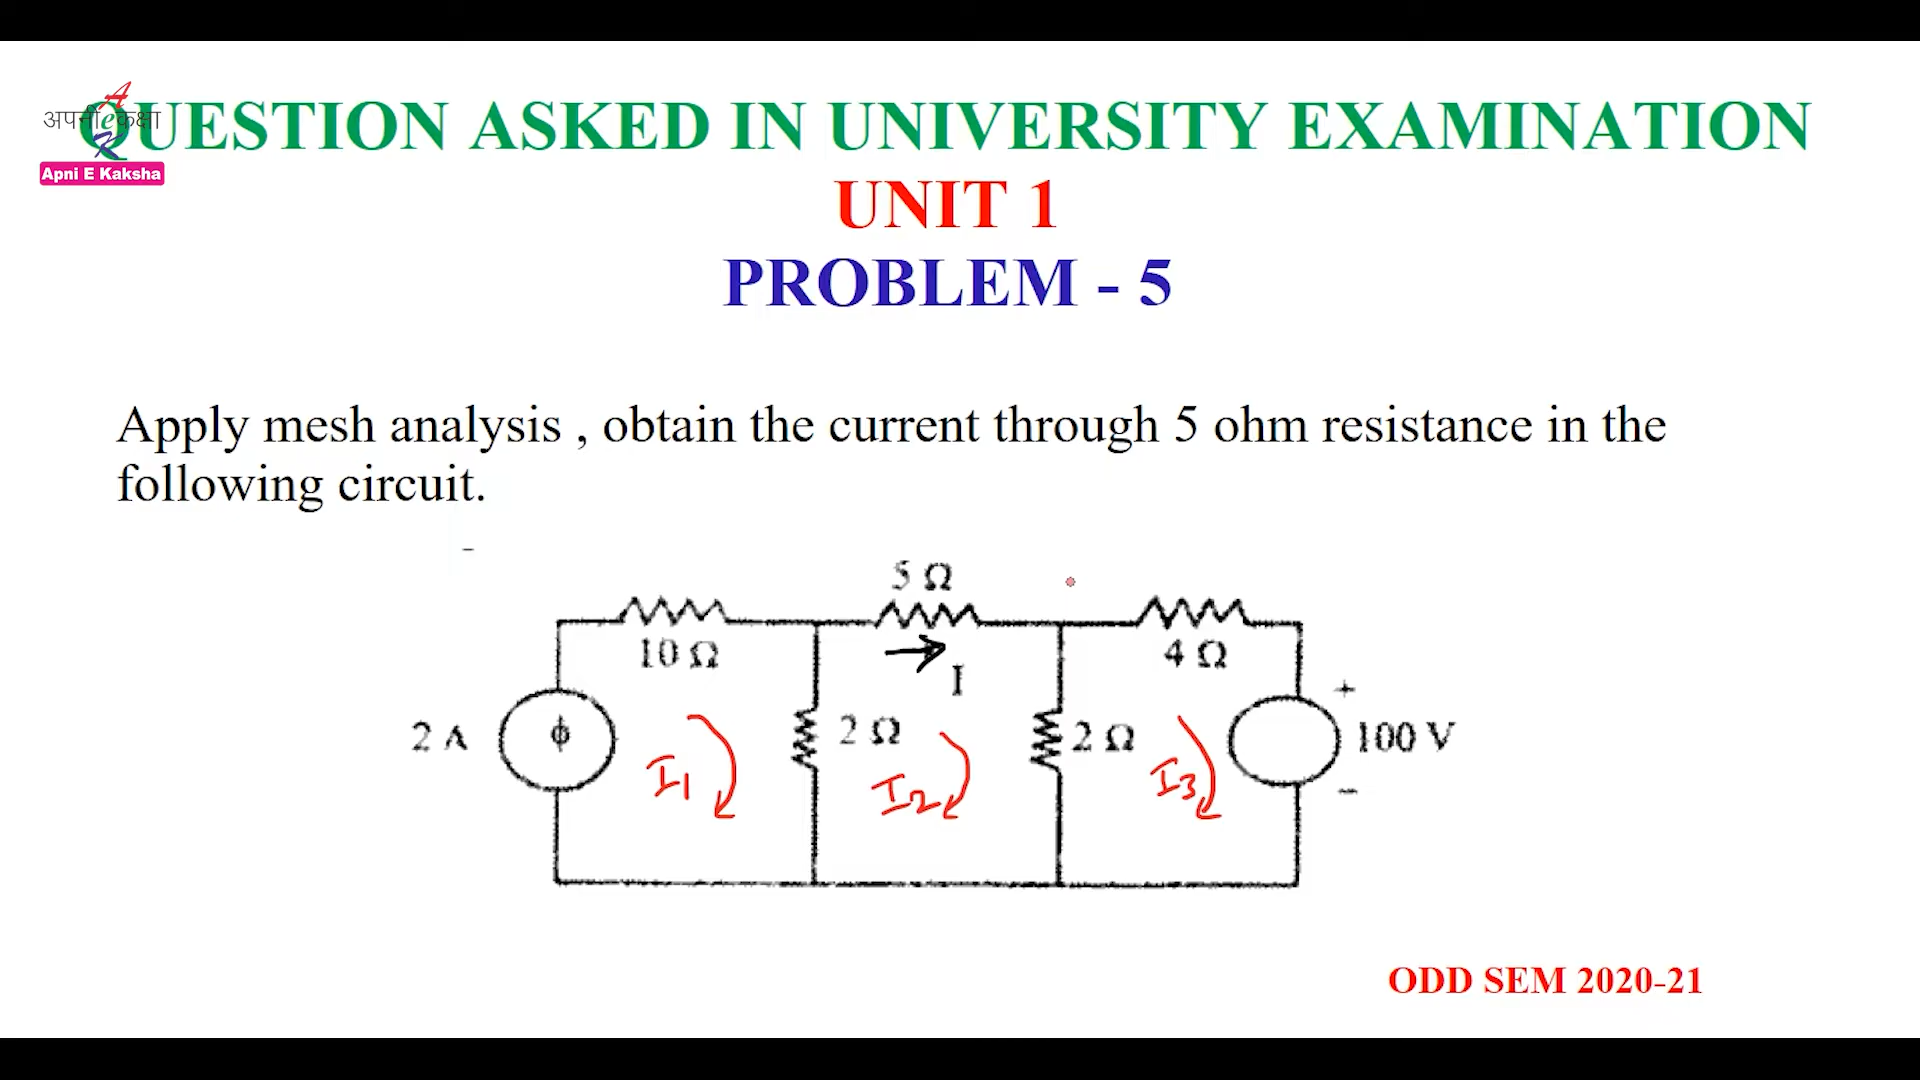 QUESTION ASKED IN UNIVERSITY EXAMINATION
अपनी e कक्षा
A
K
Apni E Kaksha
UNIT 1
PROBLEM - 5
Apply mesh analysis , obtain the current through 5 ohm resistance in the
following circuit.
5 Ω
10 Ω
4 Ω
I
+
2 A
ϕ
2 Ω
2 Ω
100 V
I1
I2
I3
–
ODD SEM 2020-21